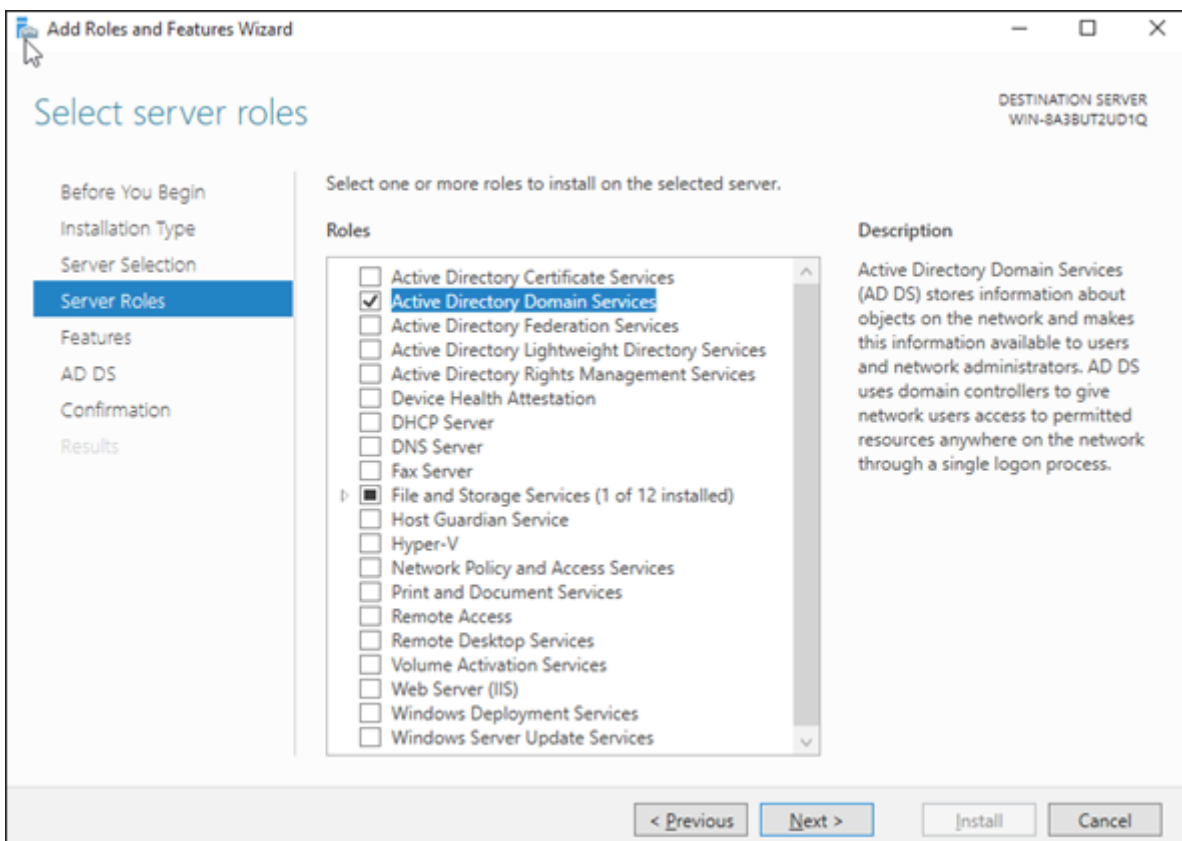 Add Roles and Features Wizard
Select server roles
DESTINATION SERVER
WIN-8A3BUT2UD1Q
Before You Begin
Installation Type
Server Selection
Server Roles
Features
AD DS
Confirmation
Results
Select one or more roles to install on the selected server.
Roles
Active Directory Certificate Services
Active Directory Domain Services
Active Directory Federation Services
Active Directory Lightweight Directory Services
Active Directory Rights Management Services
Device Health Attestation
DHCP Server
DNS Server
Fax Server
File and Storage Services (1 of 12 installed)
Host Guardian Service
Hyper-V
Network Policy and Access Services
Print and Document Services
Remote Access
Remote Desktop Services
Volume Activation Services
Web Server (IIS)
Windows Deployment Services
Windows Server Update Services
Description
Active Directory Domain Services
(AD DS) stores information about
objects on the network and makes
this information available to users
and network administrators. AD DS
uses domain controllers to give
network users access to permitted
resources anywhere on the network
through a single logon process.
< Previous
Next >
Install
Cancel